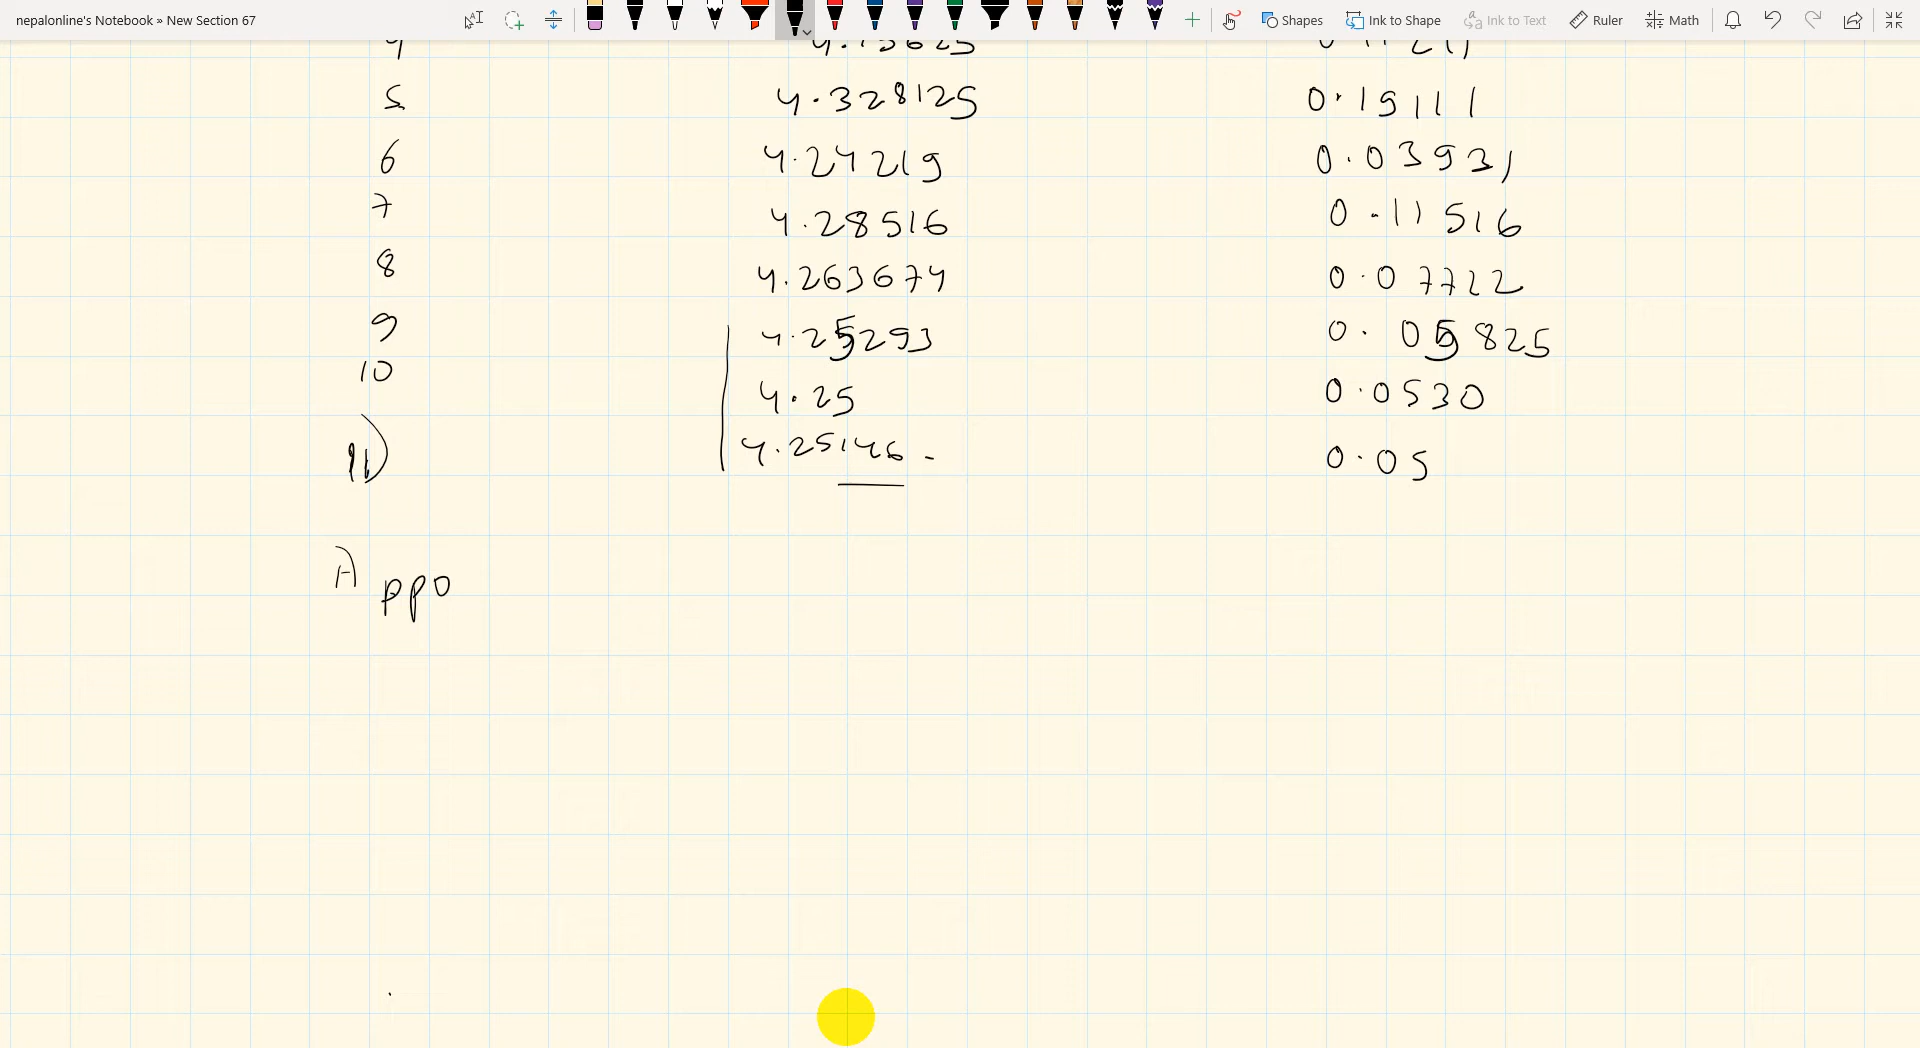 nepalonline's Notebook » New Section 67 Shapes Ink to Shape Ink to Text Ruler Math
5 4.328125 0.19111
6 4.24219 0.03931
7 4.28516 0.11516
8 4.263674 0.07722
9 4.25293 0.05825
10 4.25 0.0530
11) 4.25146 0.05
Appo